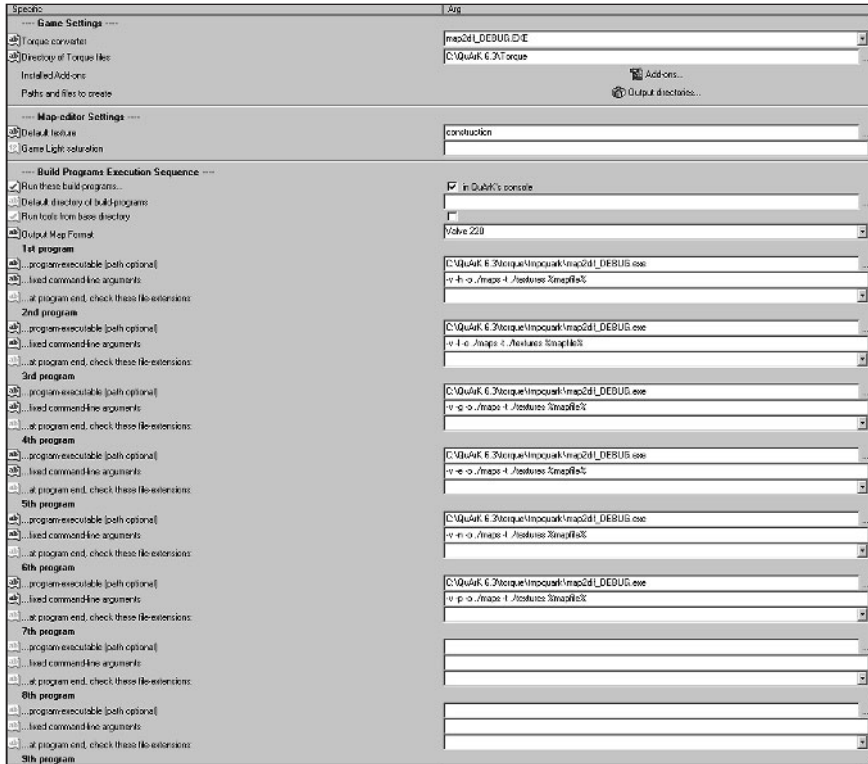 Specific Arg
---- Game Settings ----
Torque converter map2dif_DEBUG.EXE
Directory of Torque files C:\QuArK 6.3\Torque
Installed Add-ons Add-ons...
Paths and files to create Output directories...
---- Map-editor Settings ----
Default texture construction
Game Light saturation
---- Build Programs Execution Sequence ----
Run these build-programs... in QuArK's console
Default directory of build-programs
Run tools from base directory
Output Map Format Valve 220
1st program
...program-executable (path optional) C:\QuArK 6.3\torque\tmpquark\map2dif_DEBUG.exe
...fixed command-line arguments -v -h -o ../maps -t ../textures %mapfile%
...at program end, check these file-extensions:
2nd program
...program-executable (path optional) C:\QuArK 6.3\torque\tmpquark\map2dif_DEBUG.exe
...fixed command-line arguments -v -l -o ../maps -t ../textures %mapfile%
...at program end, check these file-extensions:
3rd program
...program-executable (path optional) C:\QuArK 6.3\torque\tmpquark\map2dif_DEBUG.exe
...fixed command-line arguments -v -g -o ../maps -t ../textures %mapfile%
...at program end, check these file-extensions:
4th program
...program-executable (path optional) C:\QuArK 6.3\torque\tmpquark\map2dif_DEBUG.exe
...fixed command-line arguments -v -e -o ../maps -t ../textures %mapfile%
...at program end, check these file-extensions:
5th program
...program-executable (path optional) C:\QuArK 6.3\torque\tmpquark\map2dif_DEBUG.exe
...fixed command-line arguments -v -n -o ../maps -t ../textures %mapfile%
...at program end, check these file-extensions:
6th program
...program-executable (path optional) C:\QuArK 6.3\torque\tmpquark\map2dif_DEBUG.exe
...fixed command-line arguments -v -p -o ../maps -t ../textures %mapfile%
...at program end, check these file-extensions:
7th program
...program-executable (path optional)
...fixed command-line arguments
...at program end, check these file-extensions:
8th program
...program-executable (path optional)
...fixed command-line arguments
...at program end, check these file-extensions:
9th program